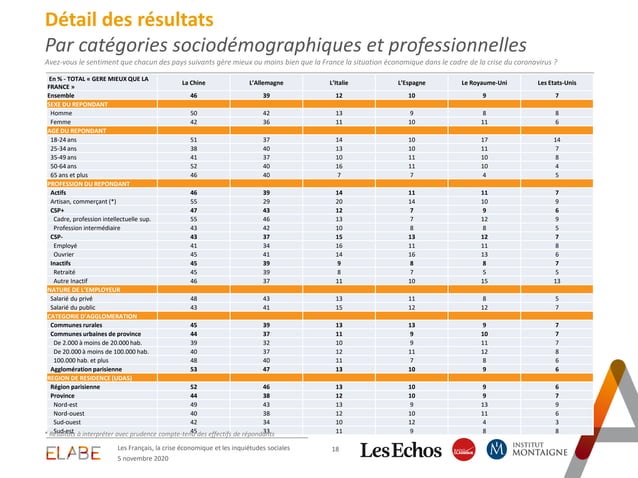 Détail des résultats
Par catégories sociodémographiques et professionnelles
Avez-vous le sentiment que chacun des pays suivants gère mieux ou moins bien que la France la situation économique dans le cadre de la crise du coronavirus ?
En % - TOTAL « GERE MIEUX QUE LA FRANCE » La Chine L'Allemagne L'Italie L'Espagne Le Royaume-Uni Les Etats-Unis
Ensemble 46 39 12 10 9 7
SEXE DU REPONDANT
Homme 50 42 13 9 8 8
Femme 42 36 11 10 11 6
AGE DU REPONDANT
18-24 ans 51 37 14 10 17 14
25-34 ans 38 40 13 10 11 7
35-49 ans 41 37 10 11 10 8
50-64 ans 52 40 16 11 10 4
65 ans et plus 46 40 7 7 4 5
PROFESSION DU REPONDANT
Actifs 46 39 14 11 11 7
Artisan, commerçant (*) 55 29 20 14 10 9
CSP+ 47 43 12 7 9 6
Cadre, profession intellectuelle sup. 55 46 13 7 12 9
Profession intermédiaire 43 42 10 8 8 5
CSP- 43 37 15 13 12 7
Employé 41 34 16 11 11 8
Ouvrier 45 41 14 16 13 6
Inactifs 45 39 9 8 8 7
Retraité 45 39 8 7 5 5
Autre Inactif 46 37 11 10 15 13
NATURE DE L'EMPLOYEUR
Salarié du privé 48 43 13 11 8 5
Salarié du public 43 41 15 12 12 7
CATEGORIE D'AGGLOMERATION
Communes rurales 45 39 13 13 9 7
Communes urbaines de province 44 37 11 9 10 7
De 2.000 à moins de 20.000 hab. 39 32 10 9 11 7
De 20.000 à moins de 100.000 hab. 40 37 12 11 12 8
100.000 hab. et plus 48 40 11 7 8 6
Agglomération parisienne 53 47 13 10 9 6
REGION DE RESIDENCE (UDA5)
Région parisienne 52 46 13 10 9 6
Province 44 38 12 10 9 7
Nord-est 49 43 13 9 13 9
Nord-ouest 40 38 12 10 11 6
Sud-ouest 42 34 10 12 4 3
Sud-est 45 33 11 9 8 8
* Résultats à interpréter avec prudence compte-tenu des effectifs de répondants
ELABE
Les Français, la crise économique et les inquiétudes sociales
5 novembre 2020
18
Les Echos
RADIO CLASSIQUE
M
INSTITUT
MONTAIGNE